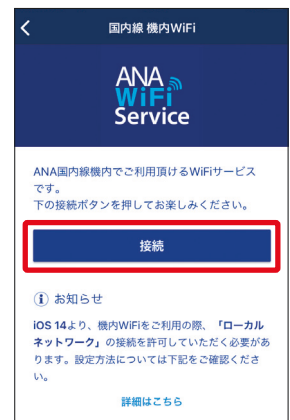 国内線 機内WiFi
ANA
WiFi
Service
ANA国内線機内でご利用頂けるWiFiサービス
です。
下の接続ボタンを押してお楽しみください。
接続
お知らせ
iOS 14より、機内WiFiをご利用の際、「ローカル
ネットワーク」の接続を許可していただく必要があ
ります。設定方法については下記をご確認くださ
い。
詳細はこちら